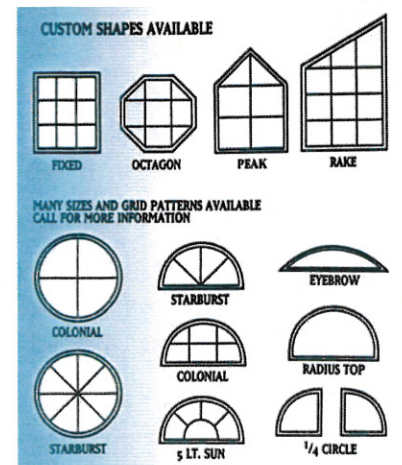 CUSTOM SHAPES AVAILABLE
FIXED
OCTAGON
PEAK
RAKE
MANY SIZES AND GRID PATTERNS AVAILABLE
CALL FOR MORE INFORMATION
COLONIAL
STARBURST
EYEBROW
COLONIAL
RADIUS TOP
STARBURST
5 LT. SUN
1/4 CIRCLE